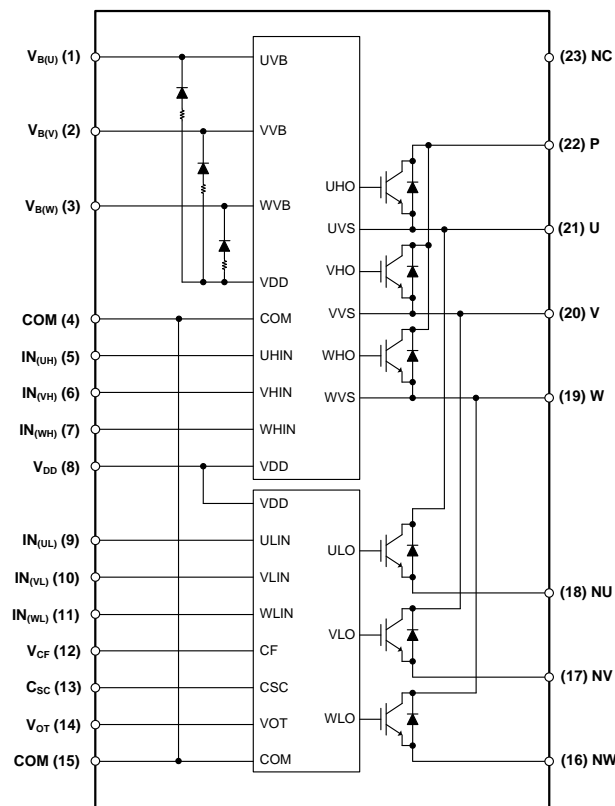 V_B(U) (1)
V_B(V) (2)
V_B(W) (3)
COM (4)
IN_(UH) (5)
IN_(VH) (6)
IN_(WH) (7)
V_DD (8)
IN_(UL) (9)
IN_(VL) (10)
IN_(WL) (11)
V_CF (12)
C_SC (13)
V_OT (14)
COM (15)
UVB
VVB
WVB
VDD
COM
UHIN
VHIN
WHIN
VDD
UHO
UVS
VHO
VVS
WHO
WVS
VDD
ULIN
VLIN
WLIN
CF
CSC
VOT
COM
ULO
VLO
WLO
(23) NC
(22) P
(21) U
(20) V
(19) W
(18) NU
(17) NV
(16) NW